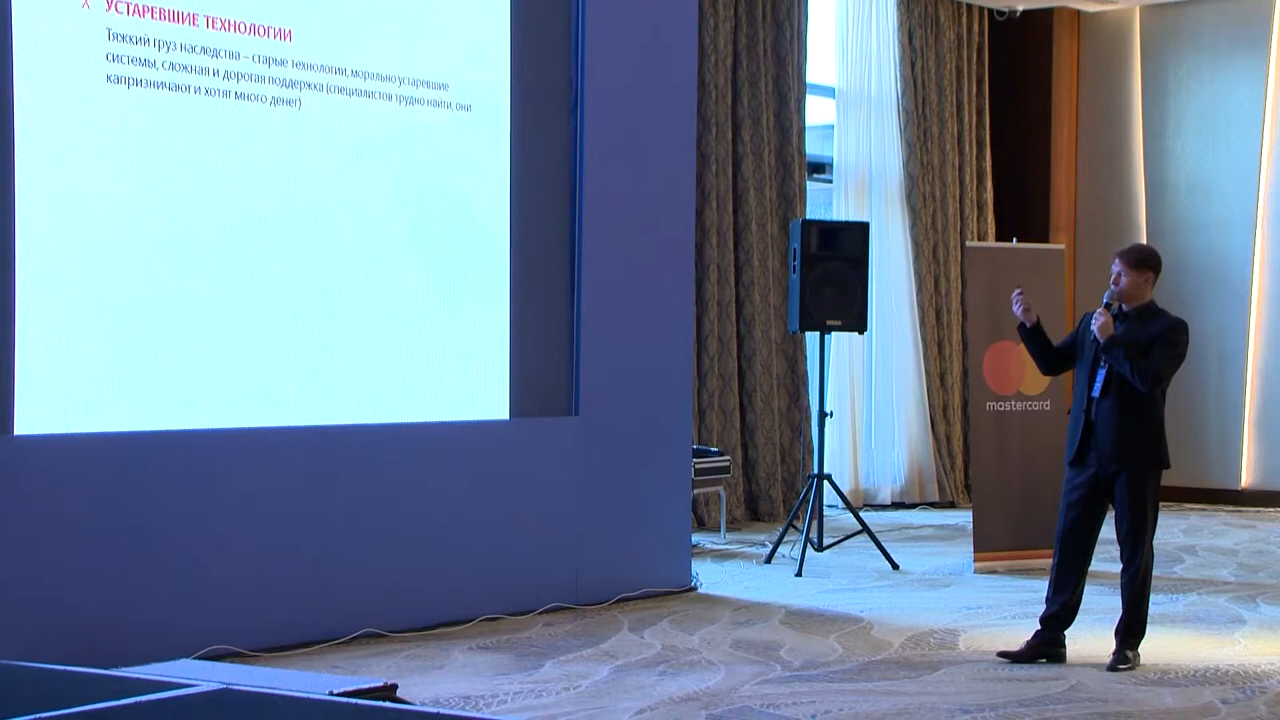 X УСТАРЕВШИЕ ТЕХНОЛОГИИ
Тяжкий груз наследства – старые технологии, морально устаревшие
системы, сложная и дорогая поддержка (специалистов трудно найти, они
капризничают и хотят много денег)
mastercard